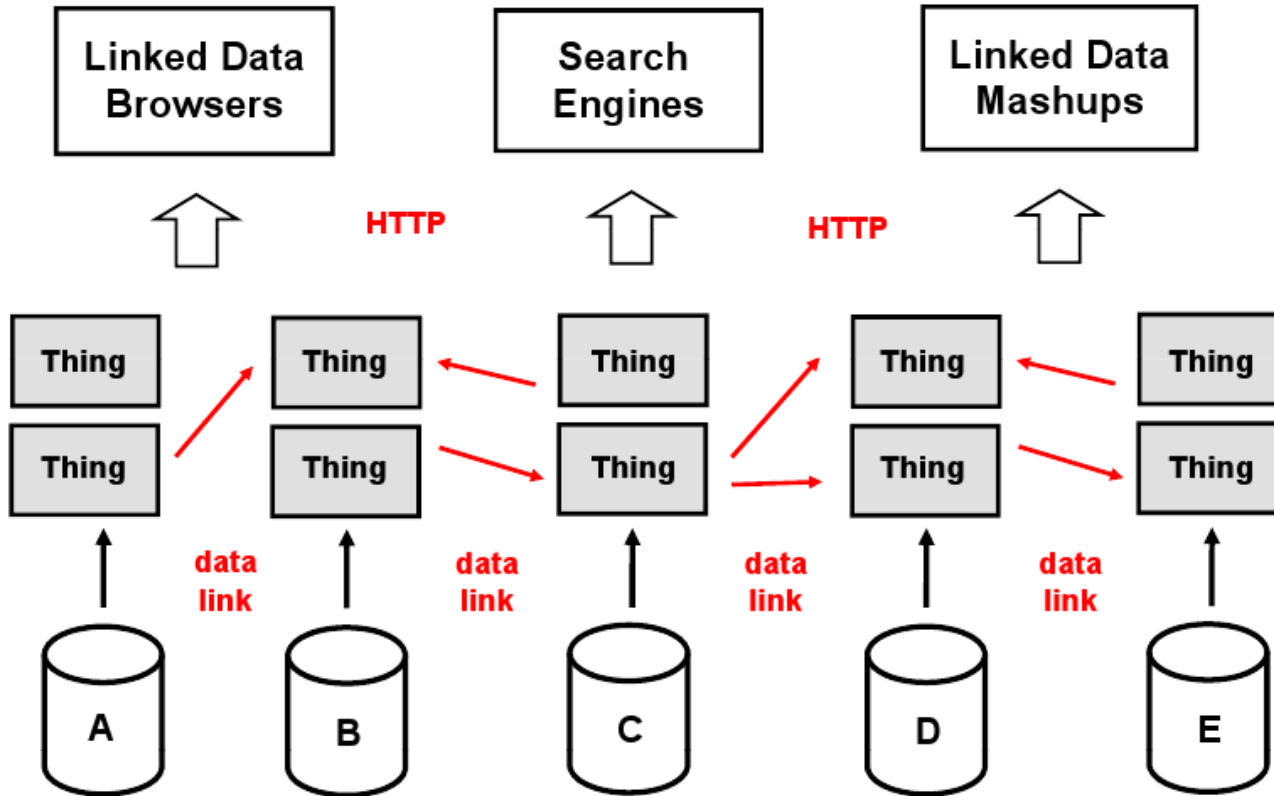 Linked Data
Browsers
Search
Engines
Linked Data
Mashups
HTTP
HTTP
Thing
Thing
Thing
Thing
Thing
Thing
Thing
Thing
Thing
Thing
data
link
data
link
data
link
data
link
A
B
C
D
E